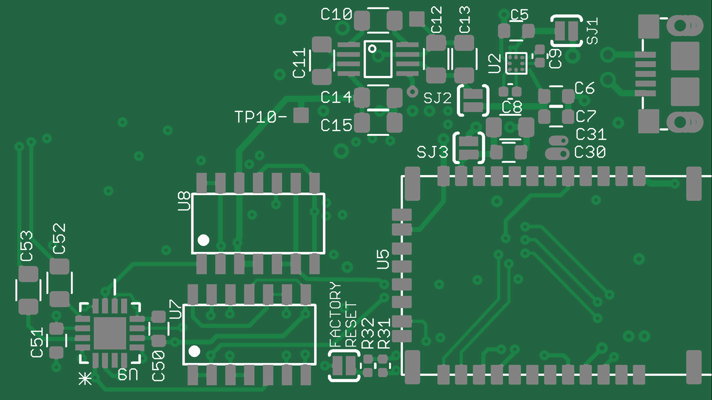 C10
C12
C13
C5
SJ1
C11
U2
C9
C14
SJ2
C6
C8
TP10-
C15
C7
C31
SJ3
C30
U8
C53
C52
U5
U7
FACTORY
RESET
R32
R31
C51
C50
U9